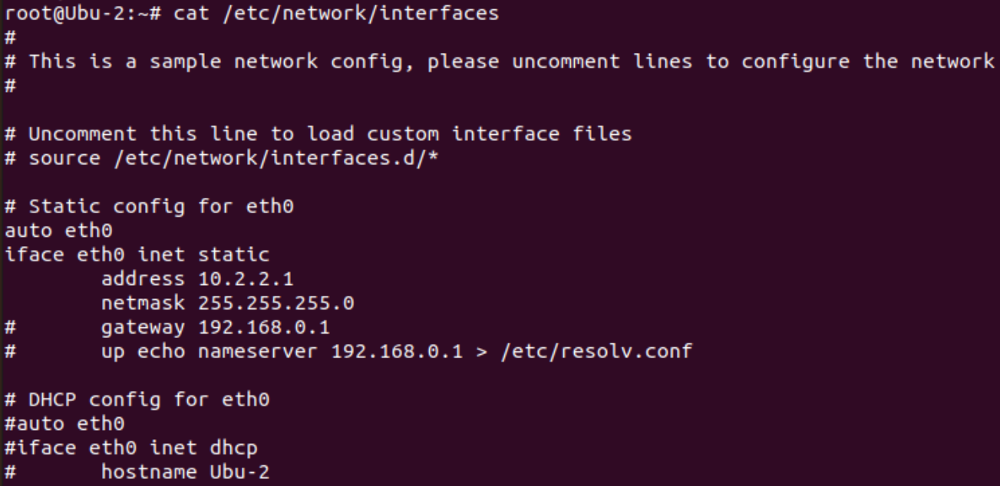 root@Ubu-2:~# cat /etc/network/interfaces
#
# This is a sample network config, please uncomment lines to configure the network
#

# Uncomment this line to load custom interface files
# source /etc/network/interfaces.d/*

# Static config for eth0
auto eth0
iface eth0 inet static
        address 10.2.2.1
        netmask 255.255.255.0
#       gateway 192.168.0.1
#       up echo nameserver 192.168.0.1 > /etc/resolv.conf

# DHCP config for eth0
#auto eth0
#iface eth0 inet dhcp
#       hostname Ubu-2